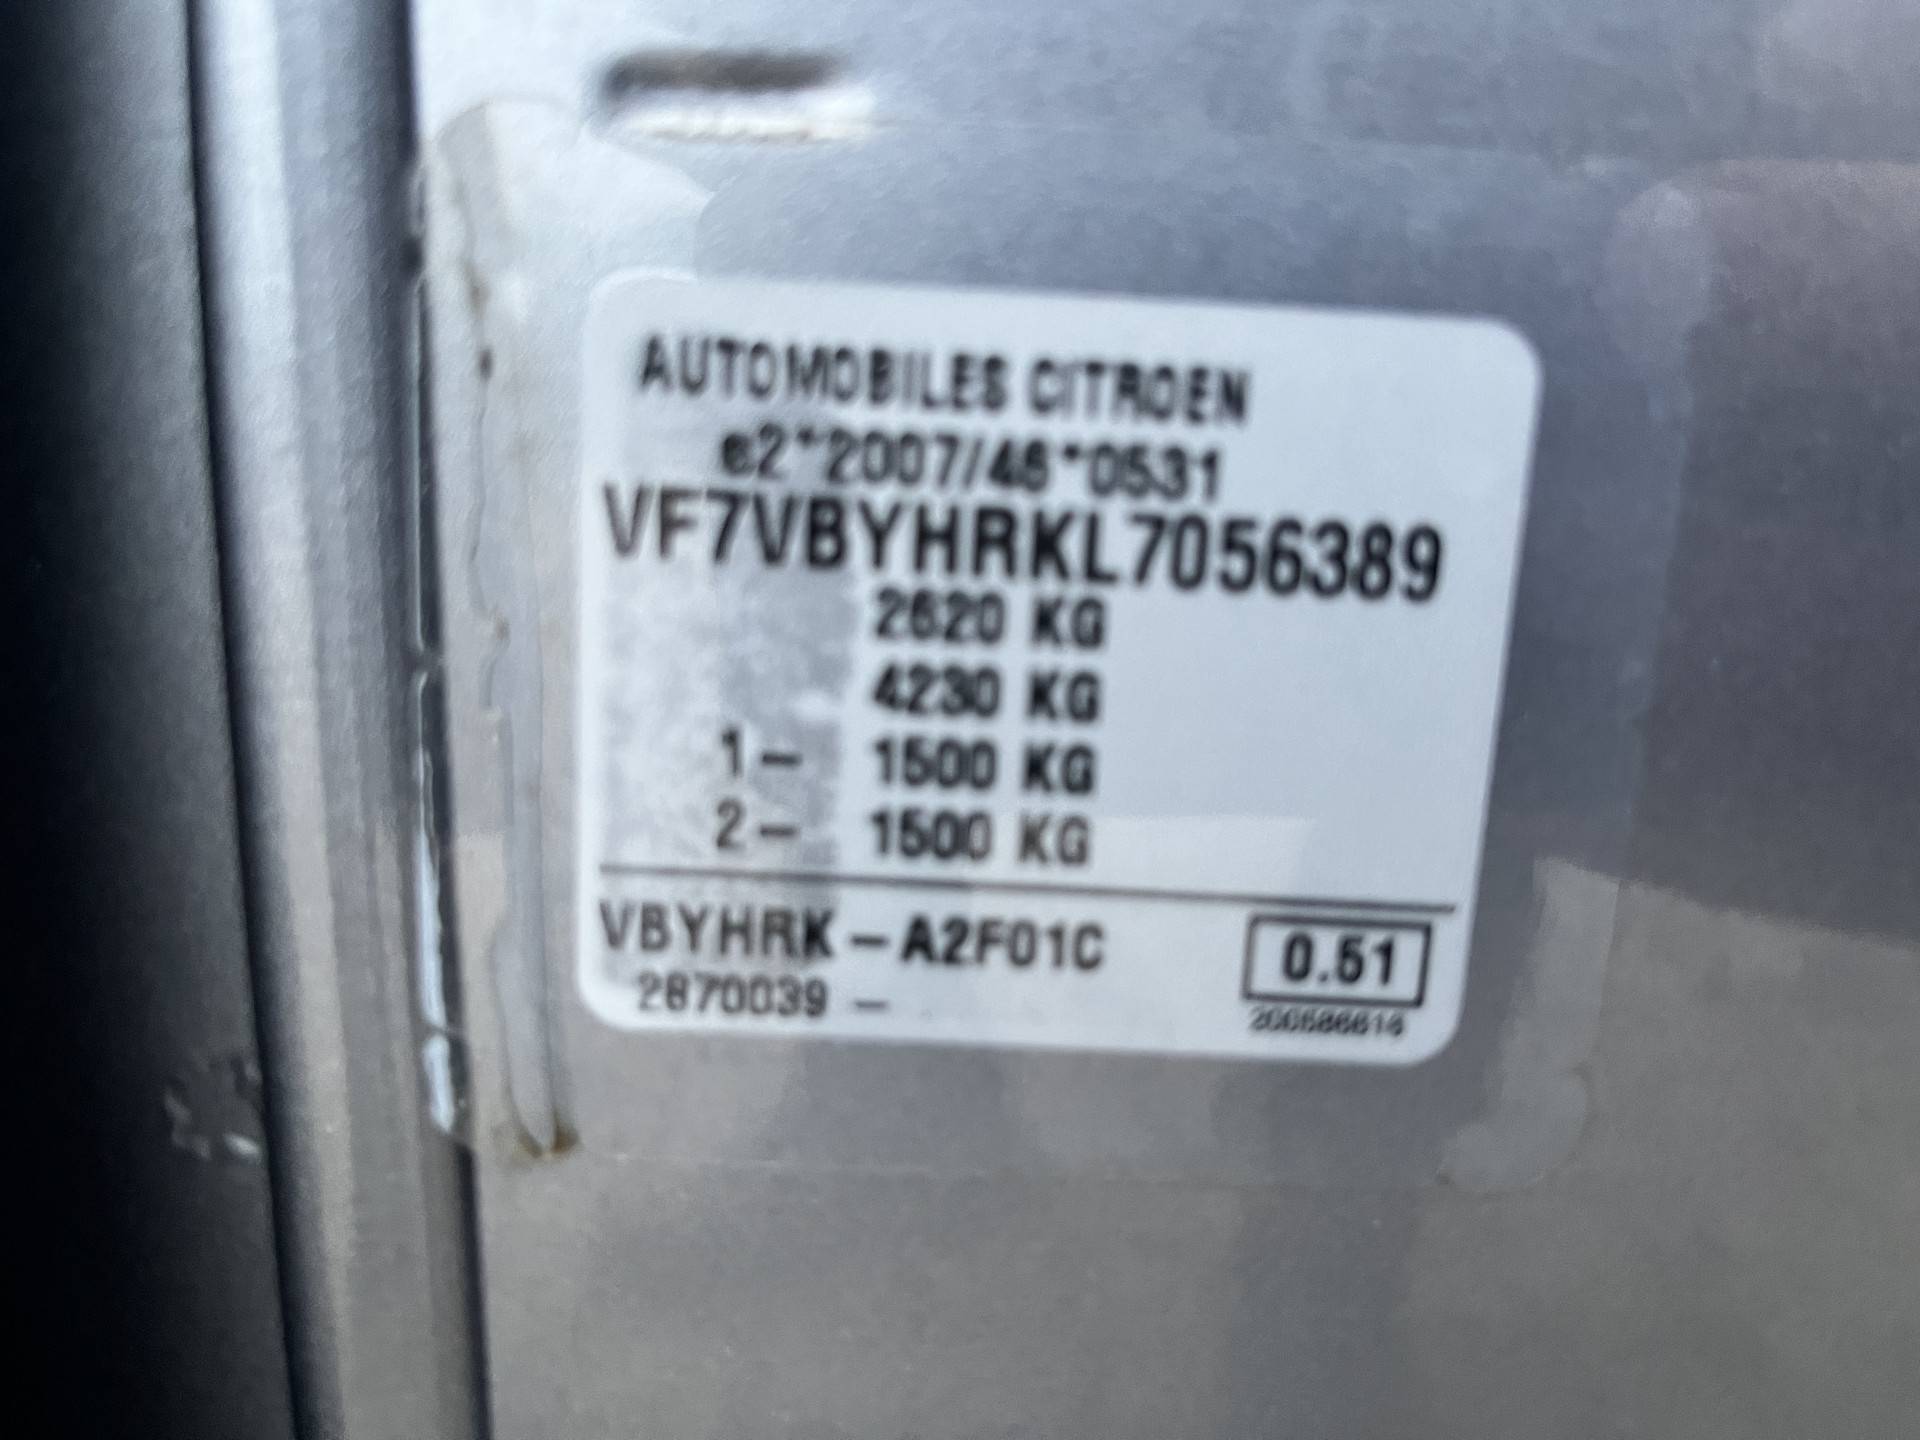 AUTOMOBILES CITROEN
e2*2007/46*0531
VF7VBYHRKL7056389
2620 KG
4230 KG
1- 1500 KG
2- 1500 KG
VBYHRK-A2F01C
0.51
2870039 -